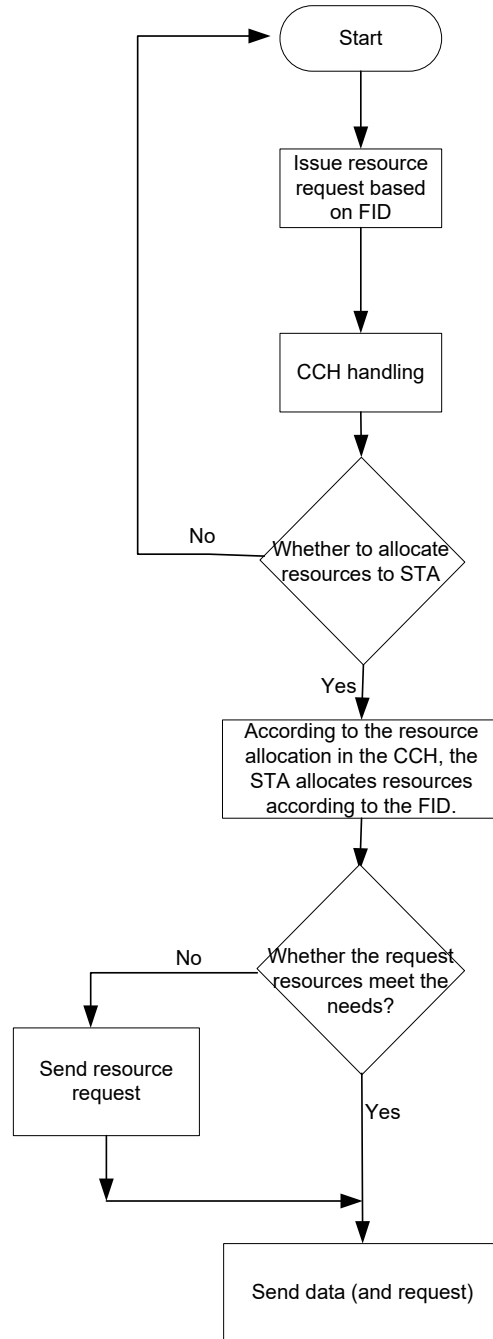 Start
Issue resource
request based
on FID
CCH handling
No
Whether to allocate
resources to STA
Yes
According to the resource
allocation in the CCH, the
STA allocates resources
according to the FID.
No
Whether the request
resources meet the
needs?
Send resource
request
Yes
Send data (and request)